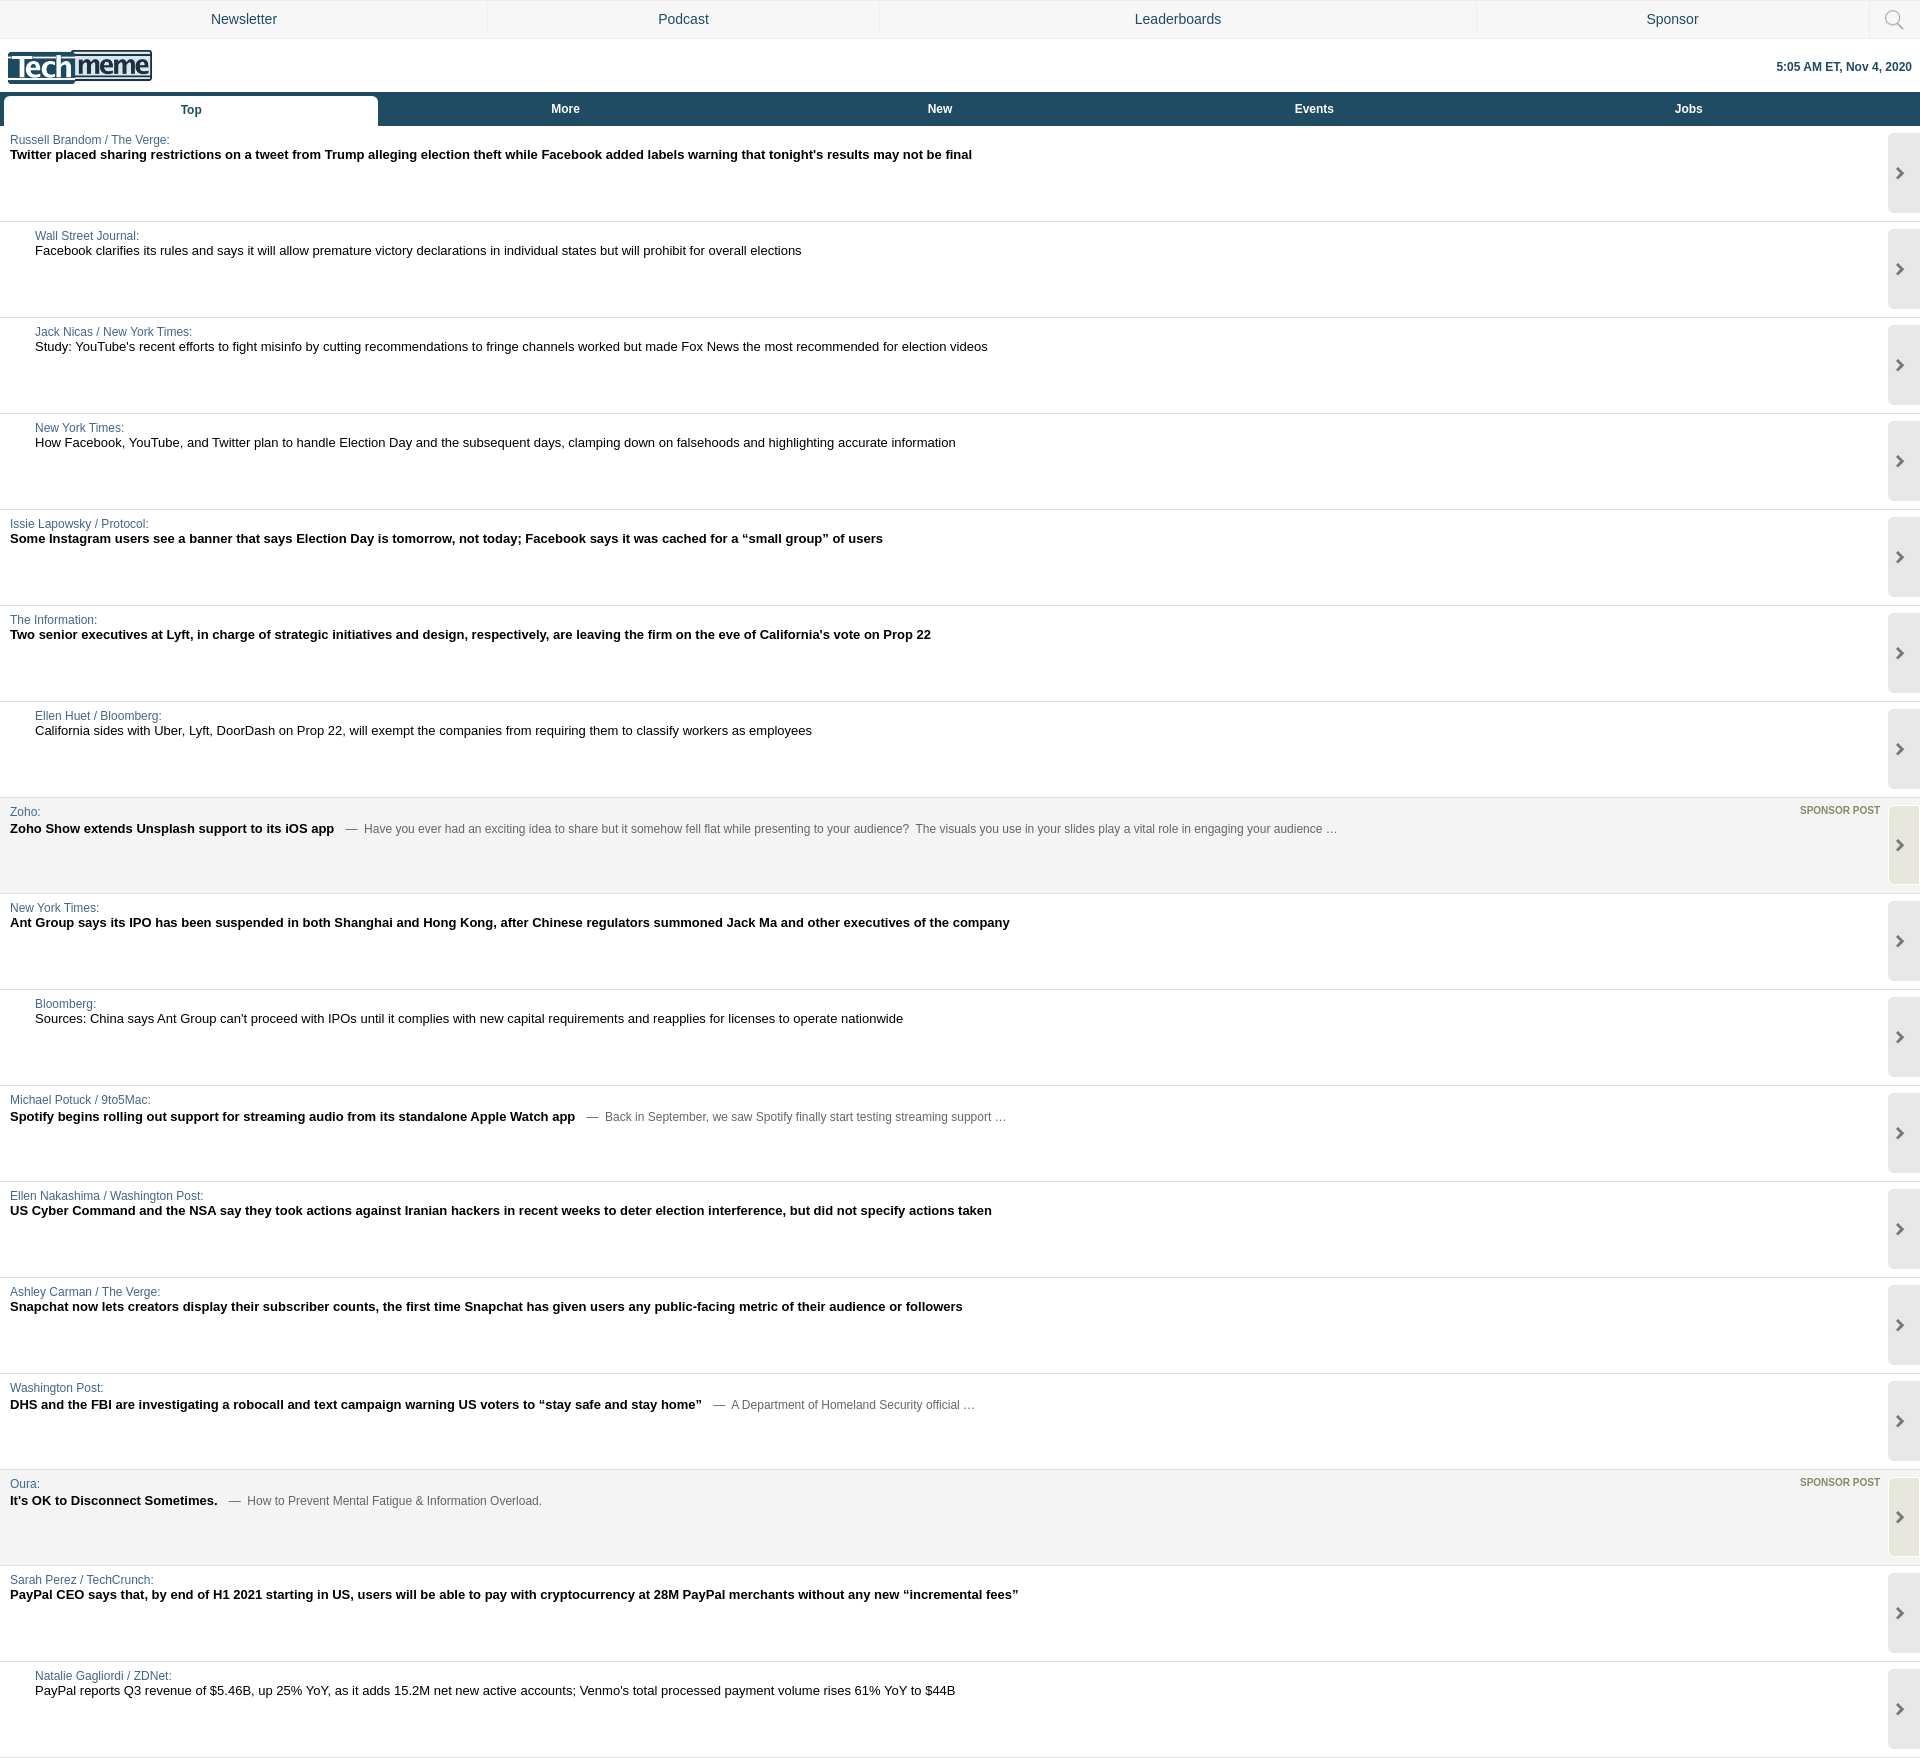 Newsletter
Podcast
Leaderboards
Sponsor
Techmeme
5:05 AM ET, Nov 4, 2020
Top
More
New
Events
Jobs
Russell Brandom / The Verge:
Twitter placed sharing restrictions on a tweet from Trump alleging election theft while Facebook added labels warning that tonight's results may not be final
Wall Street Journal:
Facebook clarifies its rules and says it will allow premature victory declarations in individual states but will prohibit for overall elections
Jack Nicas / New York Times:
Study: YouTube's recent efforts to fight misinfo by cutting recommendations to fringe channels worked but made Fox News the most recommended for election videos
New York Times:
How Facebook, YouTube, and Twitter plan to handle Election Day and the subsequent days, clamping down on falsehoods and highlighting accurate information
Issie Lapowsky / Protocol:
Some Instagram users see a banner that says Election Day is tomorrow, not today; Facebook says it was cached for a “small group” of users
The Information:
Two senior executives at Lyft, in charge of strategic initiatives and design, respectively, are leaving the firm on the eve of California's vote on Prop 22
Ellen Huet / Bloomberg:
California sides with Uber, Lyft, DoorDash on Prop 22, will exempt the companies from requiring them to classify workers as employees
Zoho:
SPONSOR POST
Zoho Show extends Unsplash support to its iOS app — Have you ever had an exciting idea to share but it somehow fell flat while presenting to your audience? The visuals you use in your slides play a vital role in engaging your audience …
New York Times:
Ant Group says its IPO has been suspended in both Shanghai and Hong Kong, after Chinese regulators summoned Jack Ma and other executives of the company
Bloomberg:
Sources: China says Ant Group can't proceed with IPOs until it complies with new capital requirements and reapplies for licenses to operate nationwide
Michael Potuck / 9to5Mac:
Spotify begins rolling out support for streaming audio from its standalone Apple Watch app — Back in September, we saw Spotify finally start testing streaming support …
Ellen Nakashima / Washington Post:
US Cyber Command and the NSA say they took actions against Iranian hackers in recent weeks to deter election interference, but did not specify actions taken
Ashley Carman / The Verge:
Snapchat now lets creators display their subscriber counts, the first time Snapchat has given users any public-facing metric of their audience or followers
Washington Post:
DHS and the FBI are investigating a robocall and text campaign warning US voters to “stay safe and stay home” — A Department of Homeland Security official …
Oura:
SPONSOR POST
It's OK to Disconnect Sometimes. — How to Prevent Mental Fatigue & Information Overload.
Sarah Perez / TechCrunch:
PayPal CEO says that, by end of H1 2021 starting in US, users will be able to pay with cryptocurrency at 28M PayPal merchants without any new “incremental fees”
Natalie Gagliordi / ZDNet:
PayPal reports Q3 revenue of $5.46B, up 25% YoY, as it adds 15.2M net new active accounts; Venmo's total processed payment volume rises 61% YoY to $44B